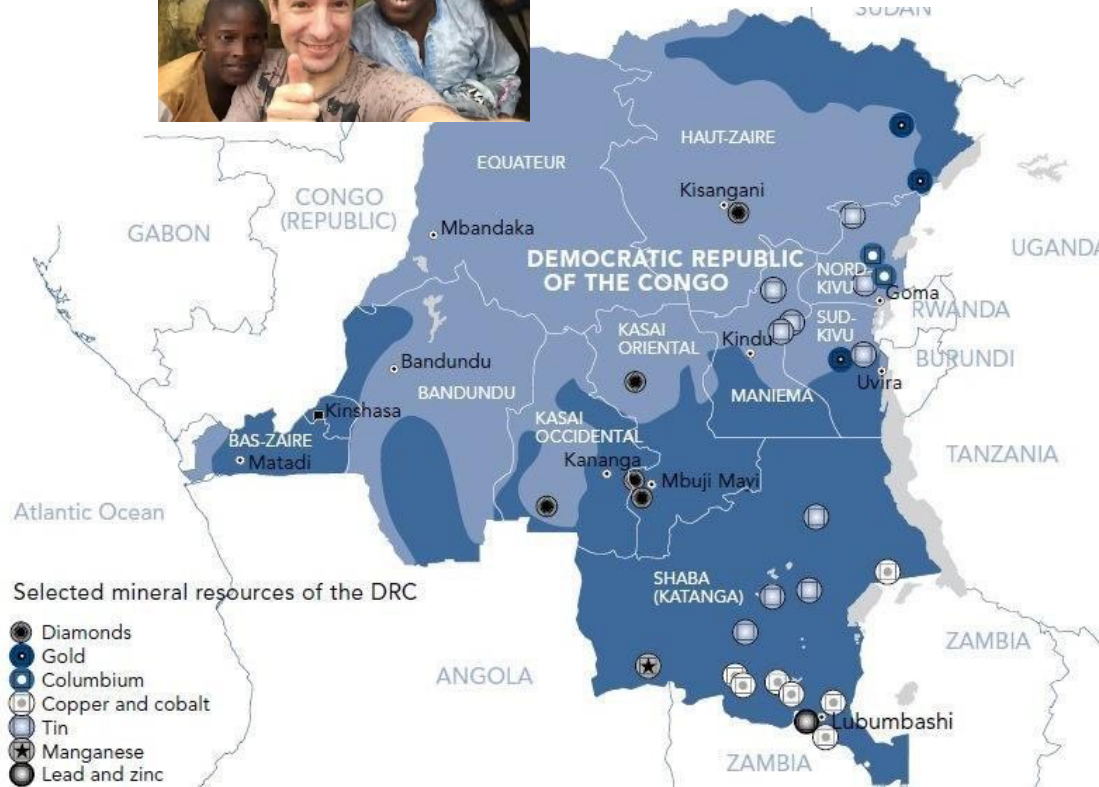 SUDAN
HAUT-ZAIRE
EQUATEUR
CONGO
(REPUBLIC)
Kisangani
GABON
Mbandaka
UGANDA
DEMOCRATIC REPUBLIC
OF THE CONGO
NORD-
KIVU
Goma
RWANDA
SUD-
KIVU
KASAI
ORIENTAL
Kindu
BURUNDI
Bandundu
BANDUNDU
Uvira
MANIEMA
Kinshasa
KASAI
OCCIDENTAL
BAS-ZAIRE
Matadi
Kananga
Mbuji Mayi
TANZANIA
Atlantic Ocean
SHABA
(KATANGA)
Selected mineral resources of the DRC
Diamonds
Gold
Columbium
Copper and cobalt
Tin
Manganese
Lead and zinc
ANGOLA
ZAMBIA
Lubumbashi
ZAMBIA